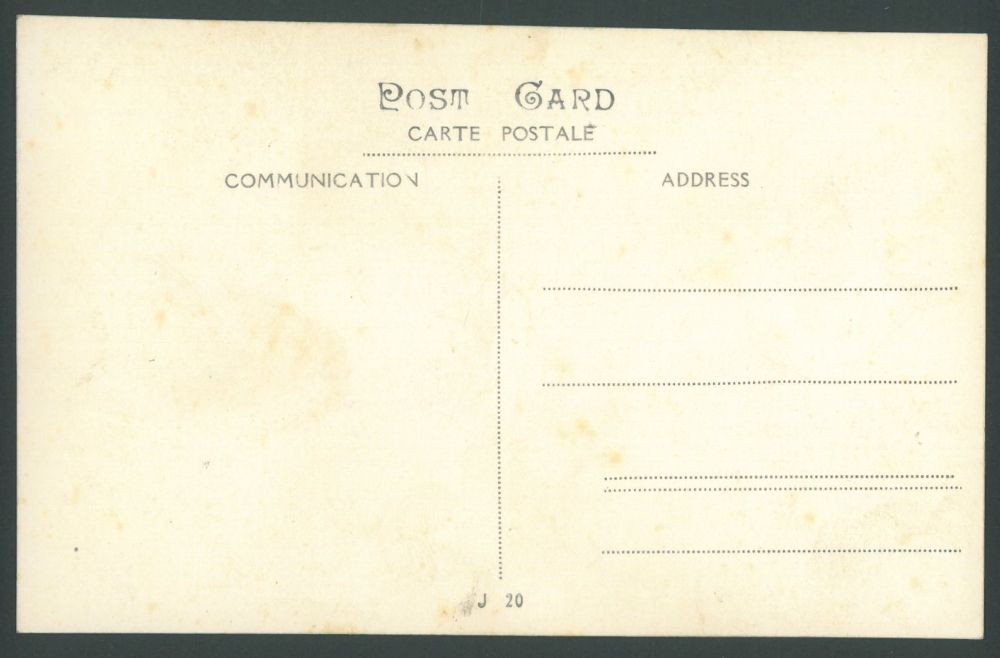 POST CARD
CARTE POSTALE
COMMUNICATION
ADDRESS
J 20